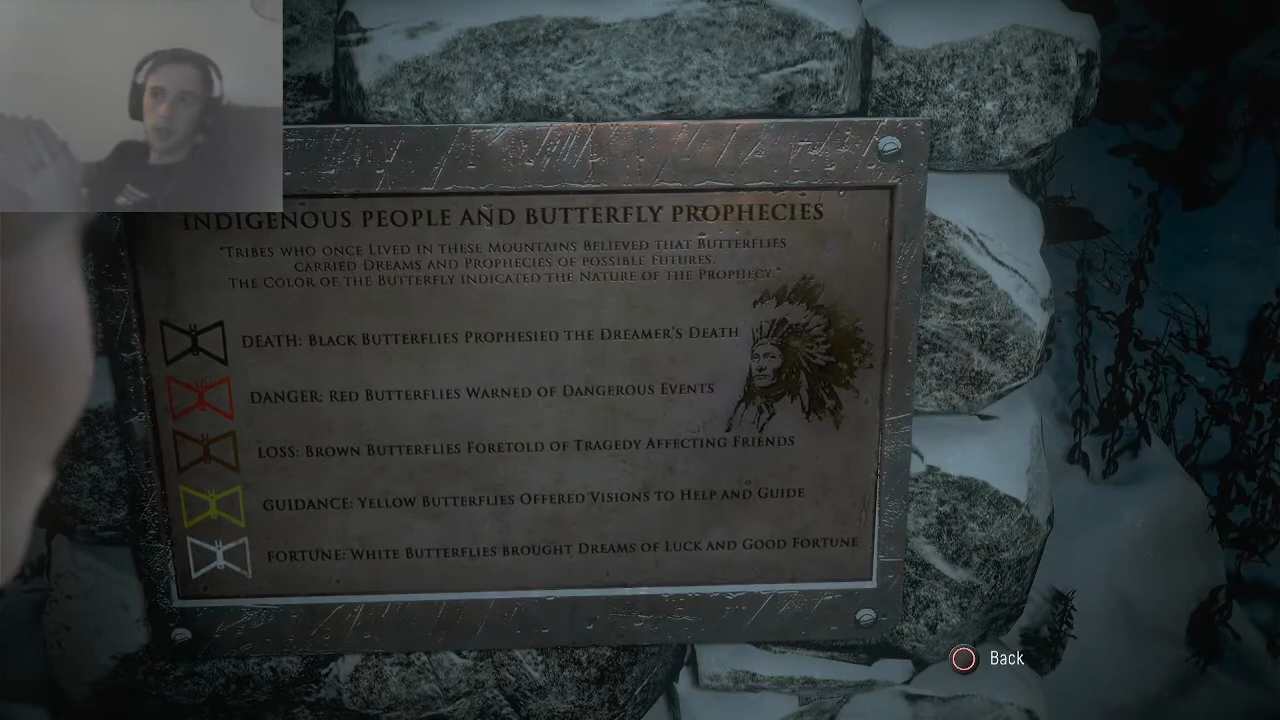 INDIGENOUS PEOPLE AND BUTTERFLY PROPHECIES
"TRIBES WHO ONCE LIVED IN THESE MOUNTAINS BELIEVED THAT BUTTERFLIES
CARRIED DREAMS AND PROPHECIES OF POSSIBLE FUTURES.
THE COLOR OF THE BUTTERFLY INDICATED THE NATURE OF THE PROPHECY."
DEATH: BLACK BUTTERFLIES PROPHESIED THE DREAMER'S DEATH
DANGER: RED BUTTERFLIES WARNED OF DANGEROUS EVENTS
LOSS: BROWN BUTTERFLIES FORETOLD OF TRAGEDY AFFECTING FRIENDS
GUIDANCE: YELLOW BUTTERFLIES OFFERED VISIONS TO HELP AND GUIDE
FORTUNE: WHITE BUTTERFLIES BROUGHT DREAMS OF LUCK AND GOOD FORTUNE
Back